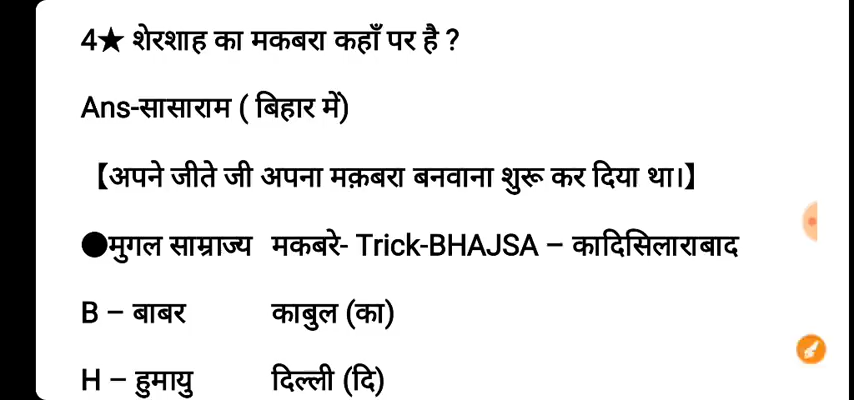 4★ शेरशाह का मकबरा कहाँ पर है ?
Ans-सासाराम ( बिहार में)
【अपने जीते जी अपना मक़बरा बनवाना शुरू कर दिया था।】
●मुगल साम्राज्य मकबरे- Trick-BHAJSA – कादिसिलाराबाद
B – बाबर काबुल (का)
H – हुमायु दिल्ली (दि)